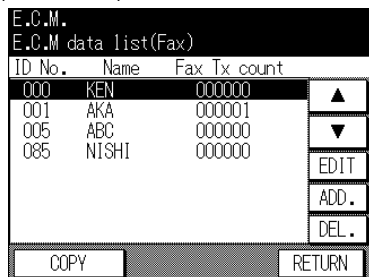 E.C.M.
E.C.M data list(Fax)
ID No. Name Fax Tx count
000 KEN 000000
001 AKA 000001
005 ABC 000000
085 NISHI 000000
▲
▼
EDIT
ADD.
DEL.
COPY RETURN